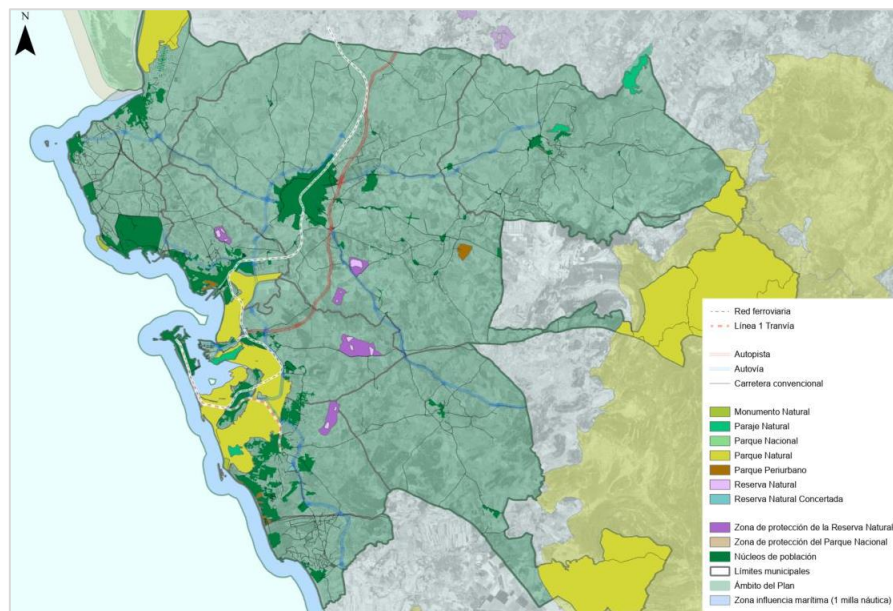 N
Red ferroviaria
Línea 1 Tranvía
Autopista
Autovía
Carretera convencional
Monumento Natural
Paraje Natural
Parque Nacional
Parque Natural
Parque Periurbano
Reserva Natural
Reserva Natural Concertada
Zona de protección de la Reserva Natural
Zona de protección del Parque Nacional
Núcleos de población
Límites municipales
Ámbito del Plan
Zona influencia marítima (1 milla náutica)